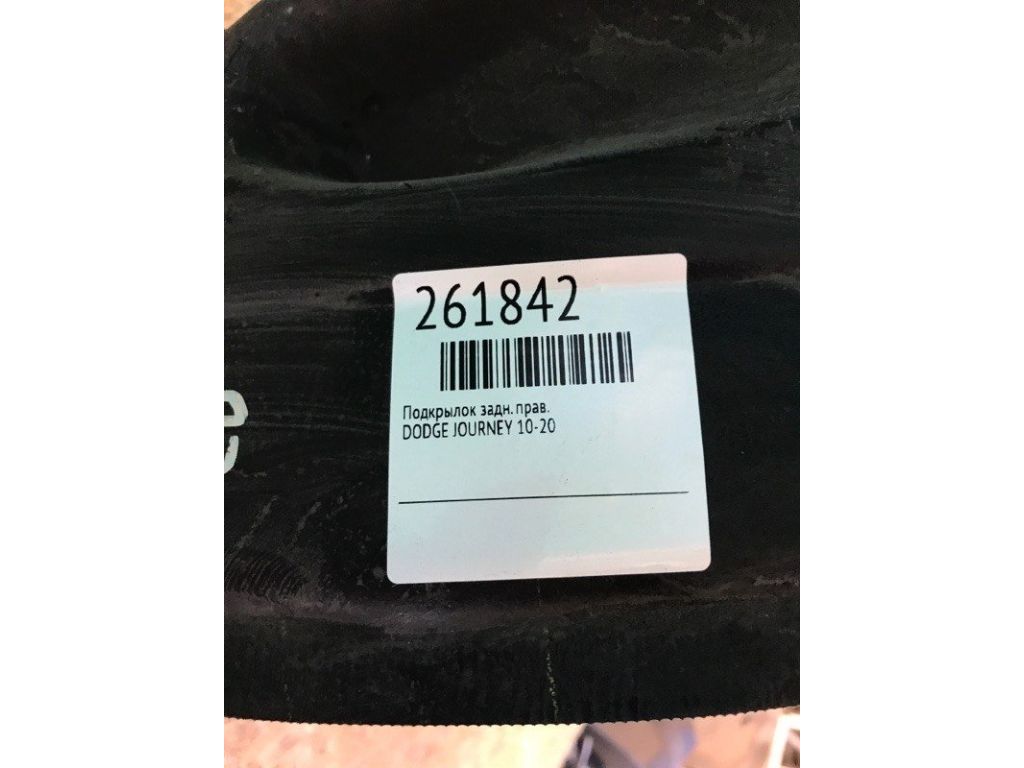 261842
Подкрылок задн. прав.
DODGE JOURNEY 10-20